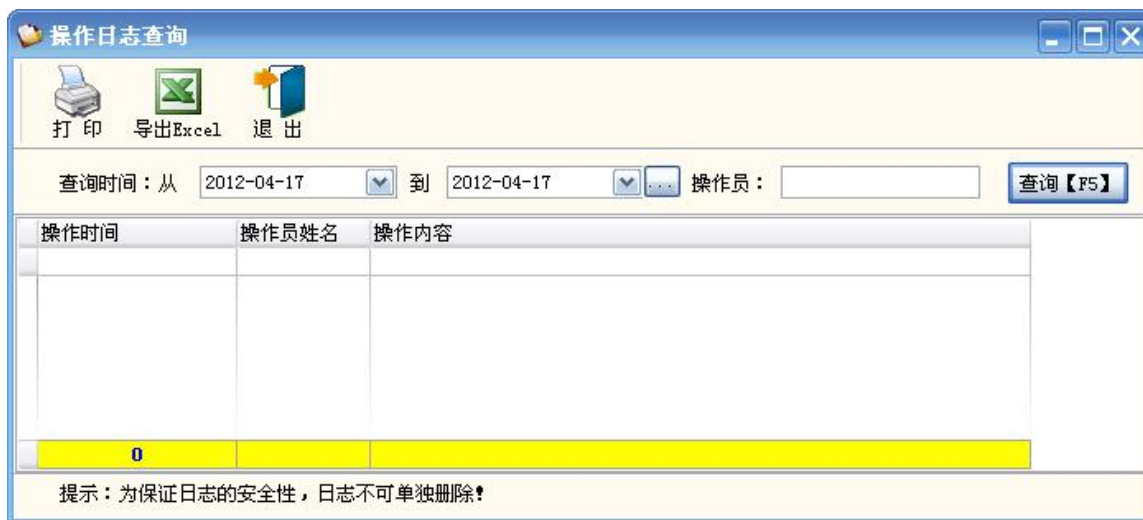 操作日志查询
打 印 导出Excel 退 出
查询时间：从 2012-04-17 到 2012-04-17 ... 操作员： 查询【F5】
操作时间 操作员姓名 操作内容
0
提示：为保证日志的安全性，日志不可单独删除！